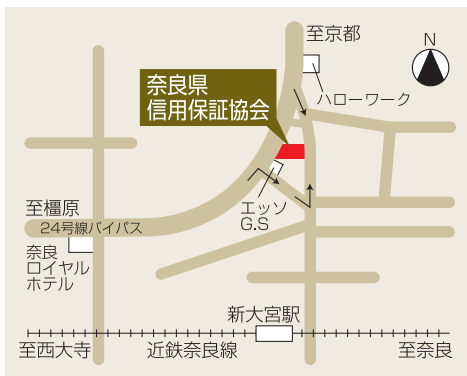 至京都
N
奈良県
信用保証協会
ハローワーク
至橿原
エッソ
G.S
24号線バイパス
奈良
ロイヤル
ホテル
新大宮駅
至西大寺
近鉄奈良線
至奈良